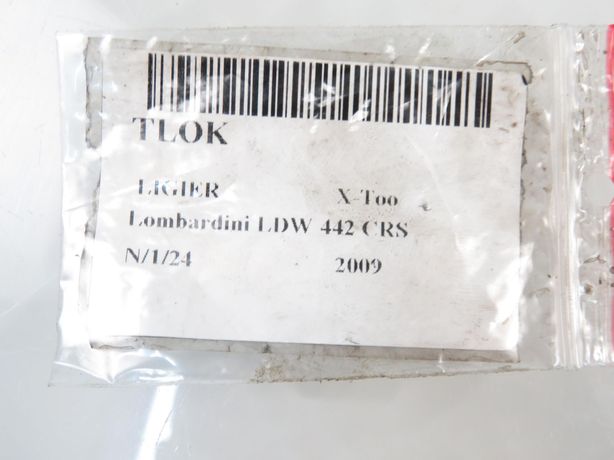 TLOK
LIGIER X-Too
Lombardini LDW 442 CRS
N/1/24 2009